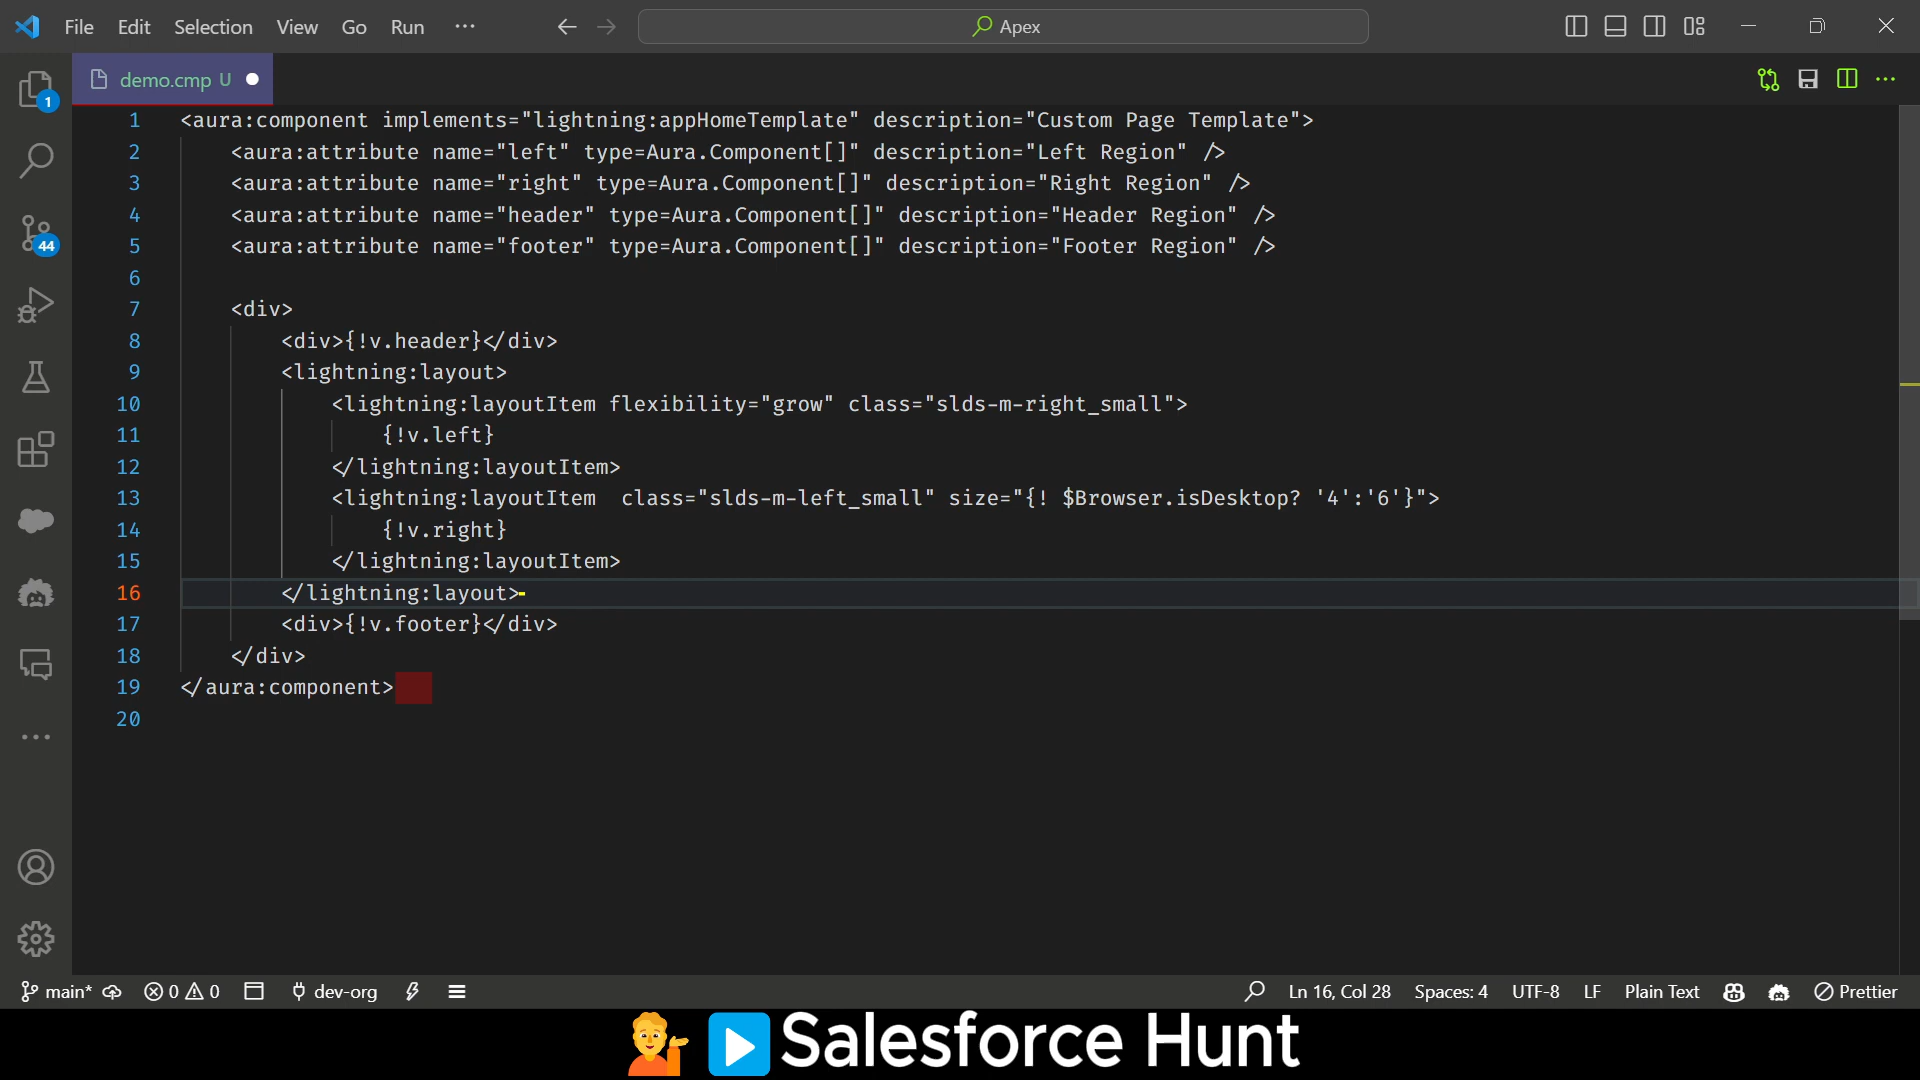 File Edit Selection View Go Run ··· Apex
1
demo.cmp U
44
1 <aura:component implements="lightning:appHomeTemplate" description="Custom Page Template">
2 <aura:attribute name="left" type=Aura.Component[]" description="Left Region" />
3 <aura:attribute name="right" type=Aura.Component[]" description="Right Region" />
4 <aura:attribute name="header" type=Aura.Component[]" description="Header Region" />
5 <aura:attribute name="footer" type=Aura.Component[]" description="Footer Region" />
6
7 <div>
8 <div>{!v.header}</div>
9 <lightning:layout>
10 <lightning:layoutItem flexibility="grow" class="slds-m-right_small">
11 {!v.left}
12 </lightning:layoutItem>
13 <lightning:layoutItem  class="slds-m-left_small" size="{! $Browser.isDesktop? '4':'6'}">
14 {!v.right}
15 </lightning:layoutItem>
16 </lightning:layout>
17 <div>{!v.footer}</div>
18 </div>
19 </aura:component>
20
main* 0 0 dev-org Ln 16, Col 28 Spaces: 4 UTF-8 LF Plain Text Prettier
Salesforce Hunt